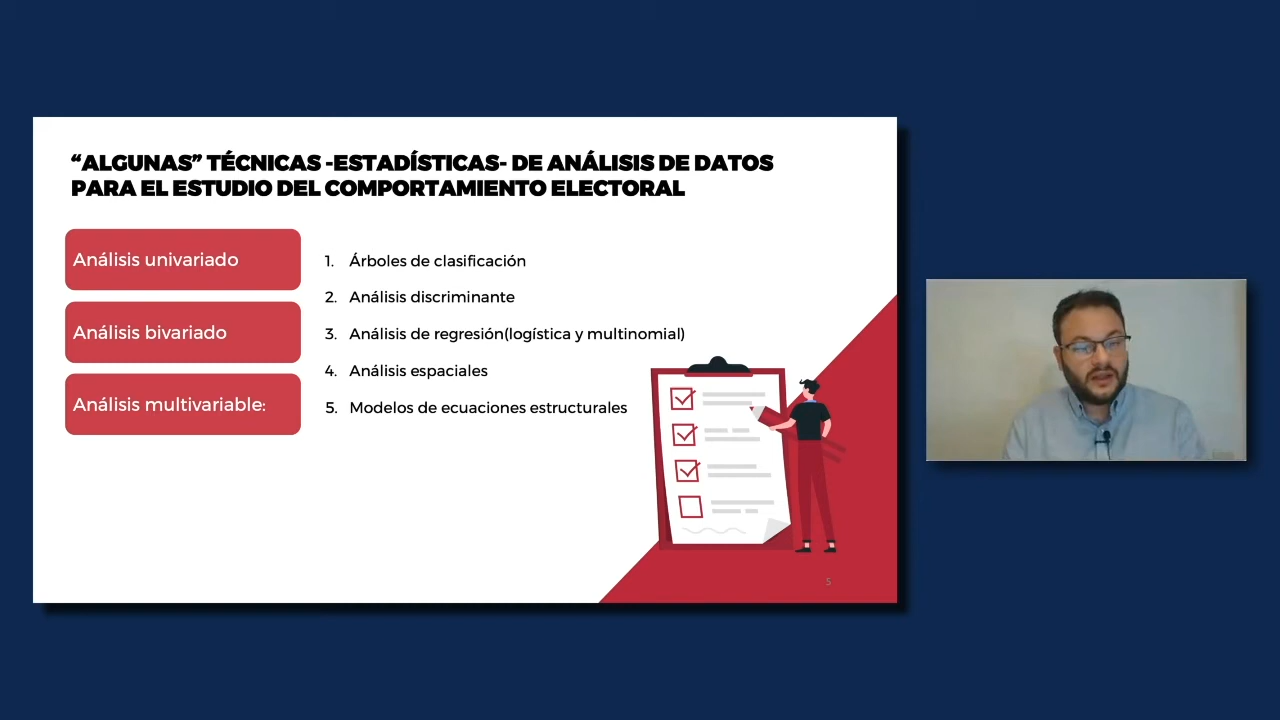 “ALGUNAS” TÉCNICAS -ESTADÍSTICAS- DE ANÁLISIS DE DATOS
PARA EL ESTUDIO DEL COMPORTAMIENTO ELECTORAL
Análisis univariado
Análisis bivariado
Análisis multivariable:
1. Árboles de clasificación
2. Análisis discriminante
3. Análisis de regresión(logística y multinomial)
4. Análisis espaciales
5. Modelos de ecuaciones estructurales
5